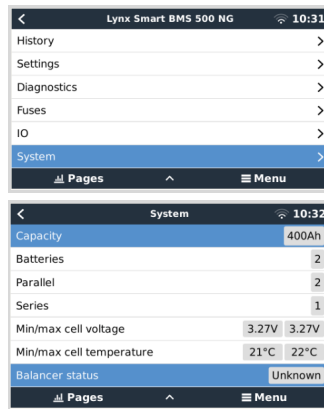 Lynx Smart BMS 500 NG 10:31
History
Settings
Diagnostics
Fuses
IO
System
Pages Menu
System 10:32
Capacity 400Ah
Batteries 2
Parallel 2
Series 1
Min/max cell voltage 3.27V 3.27V
Min/max cell temperature 21°C 22°C
Balancer status Unknown
Pages Menu